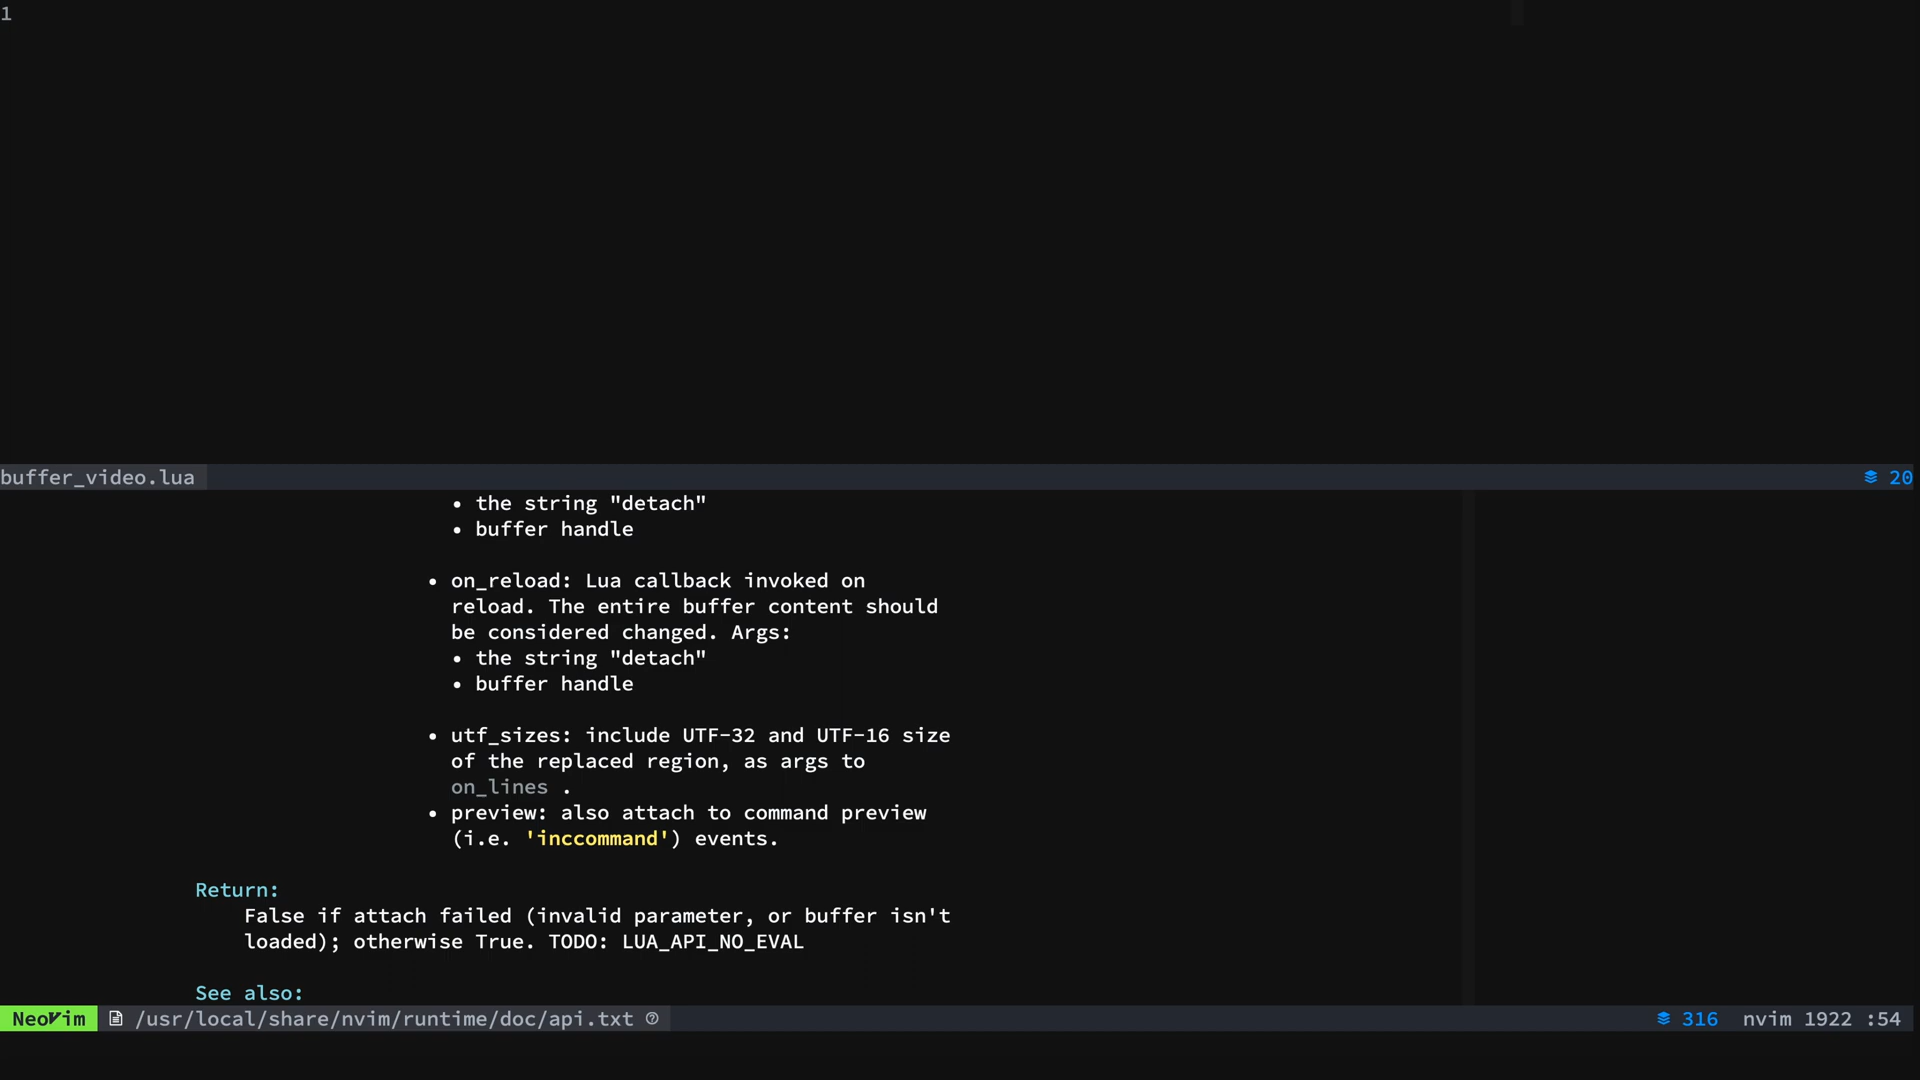 1
buffer_video.lua 20
• the string "detach"
• buffer handle
• on_reload: Lua callback invoked on
reload. The entire buffer content should
be considered changed. Args:
• the string "detach"
• buffer handle
• utf_sizes: include UTF-32 and UTF-16 size
of the replaced region, as args to
on_lines .
• preview: also attach to command preview
(i.e. 'inccommand') events.
Return:
False if attach failed (invalid parameter, or buffer isn't
loaded); otherwise True. TODO: LUA_API_NO_EVAL
See also:
NeoVim /usr/local/share/nvim/runtime/doc/api.txt 316 nvim 1922 :54